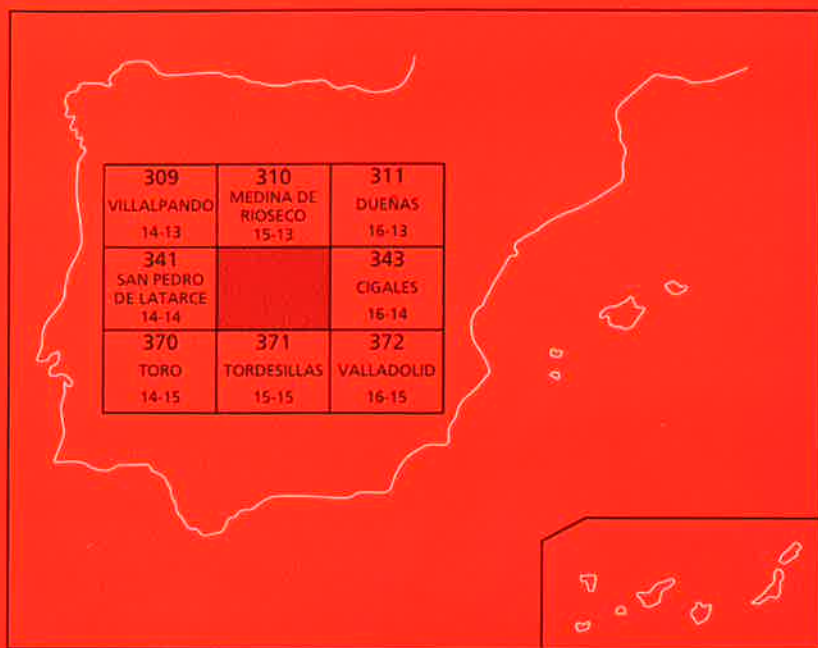 309
VILLALPANDO
14-13
310
MEDINA DE
RIOSECO
15-13
311
DUEÑAS
16-13
341
SAN PEDRO
DE LATARCE
14-14
343
CIGALES
16-14
370
TORO
14-15
371
TORDESILLAS
15-15
372
VALLADOLID
16-15